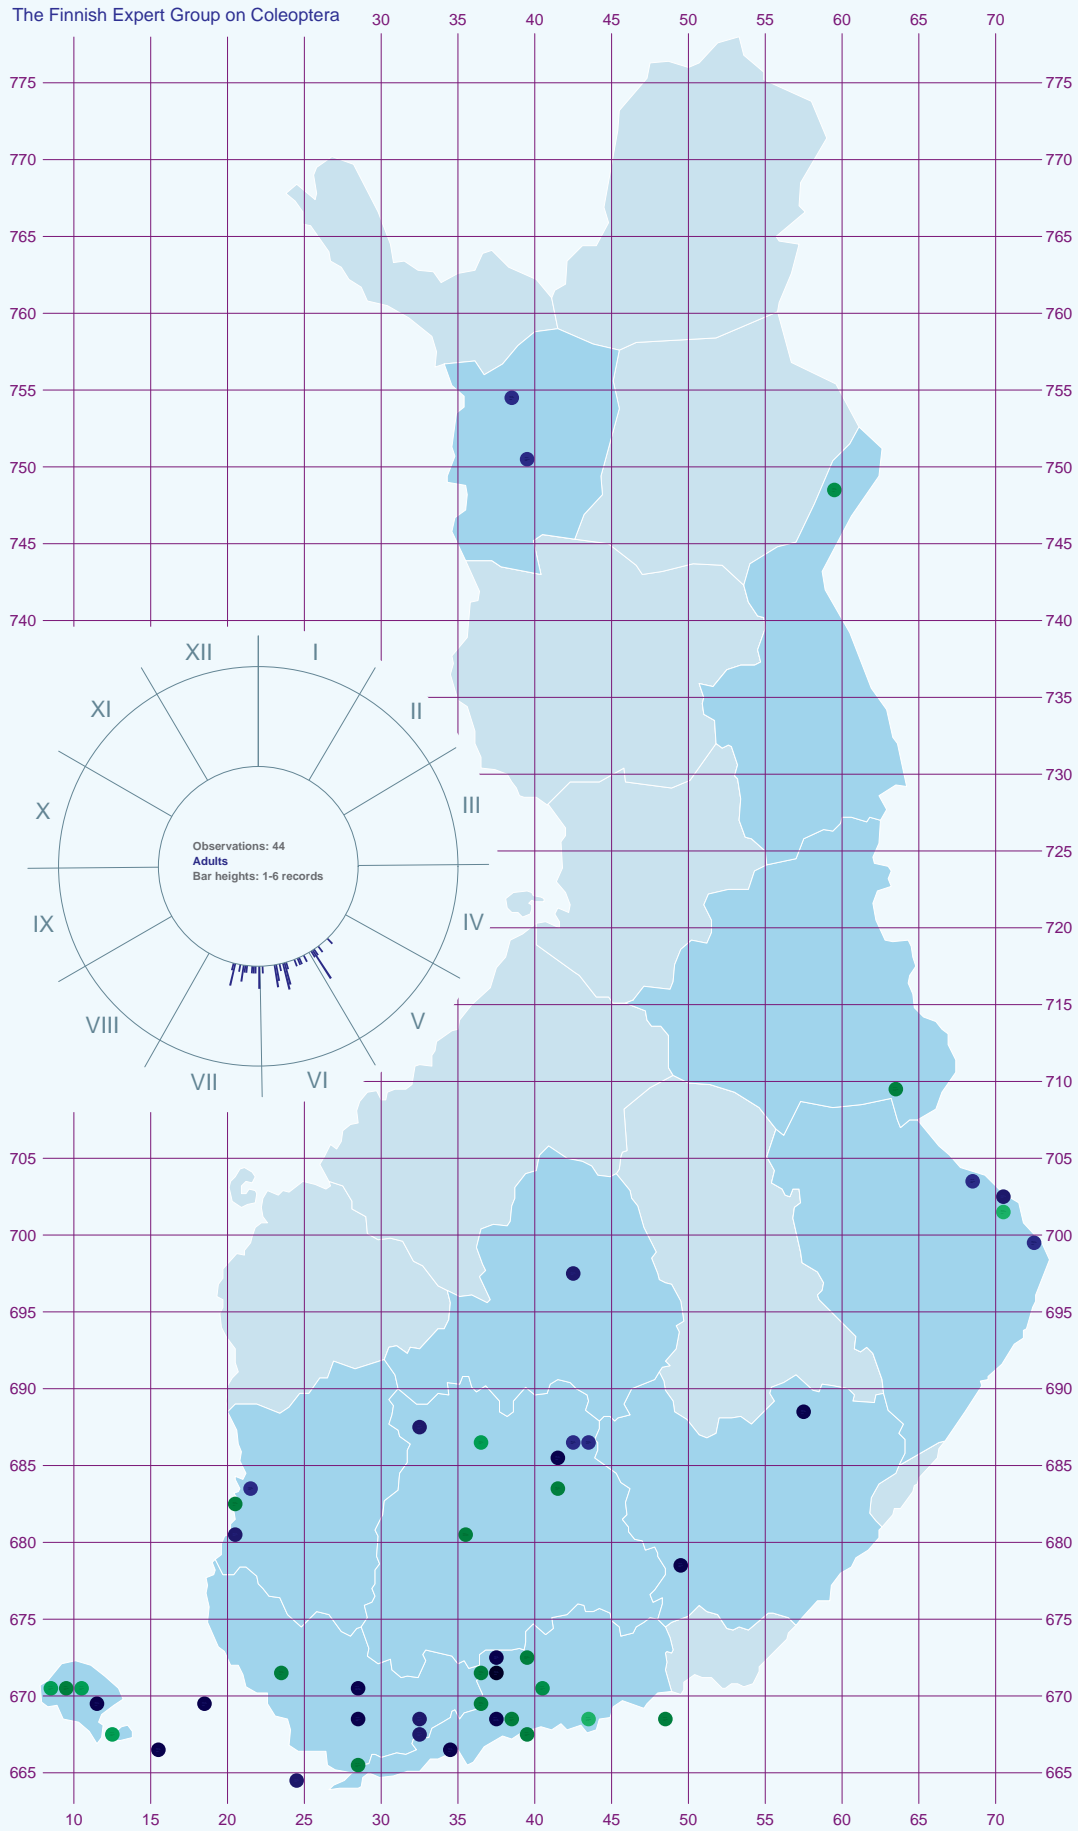 The Finnish Expert Group on Coleoptera
30 40 45 50 55 60 65 70
775 775
770 770
765 765
760 760
755 755
750 750
745 745
740 740
XII I
XI II
735
730
X III
Observations: 44
Adults
Bar heights: 1-6 records
725
IX IV
720
715
VIII V
VII VI
710
705 705
700 700
695 695
690 690
685 685
680 680
675 675
670 670
665 665
10 15 20 25 30 35 40 45 50 55 60 65 70